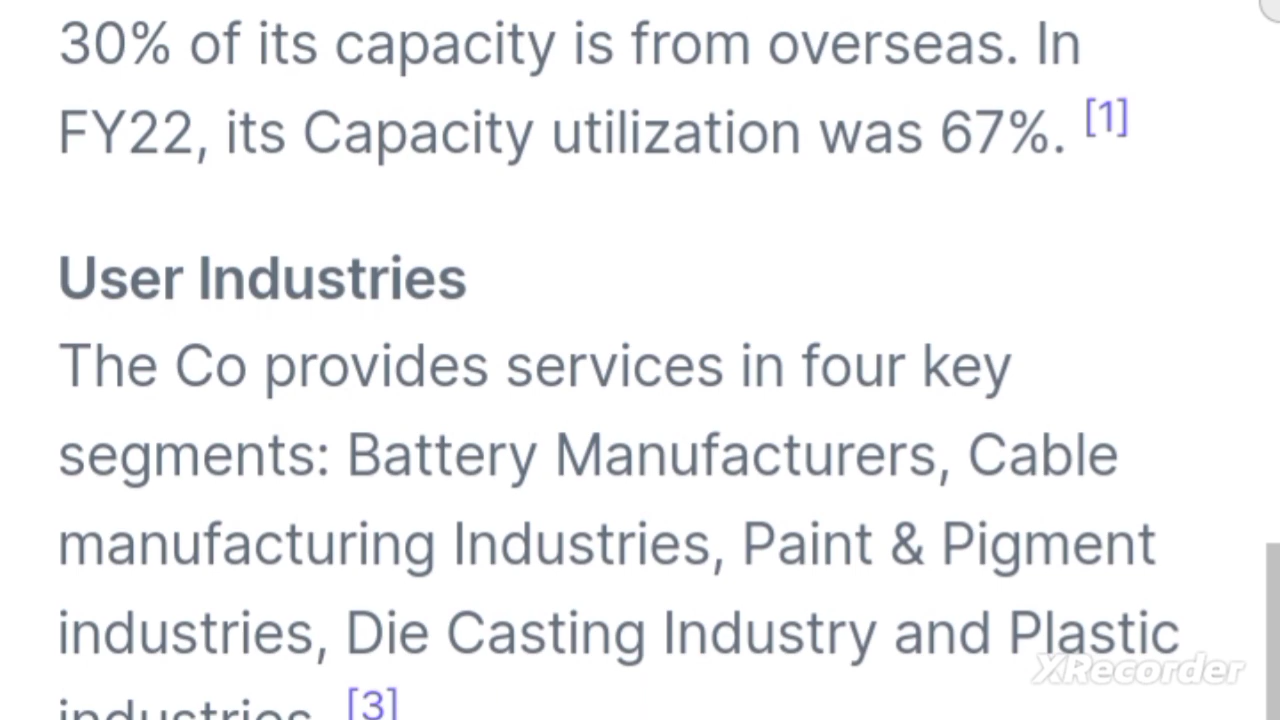 30% of its capacity is from overseas. In
FY22, its Capacity utilization was 67%. [1]
User Industries
The Co provides services in four key
segments: Battery Manufacturers, Cable
manufacturing Industries, Paint & Pigment
industries, Die Casting Industry and Plastic
industries. [3]
XRecorder